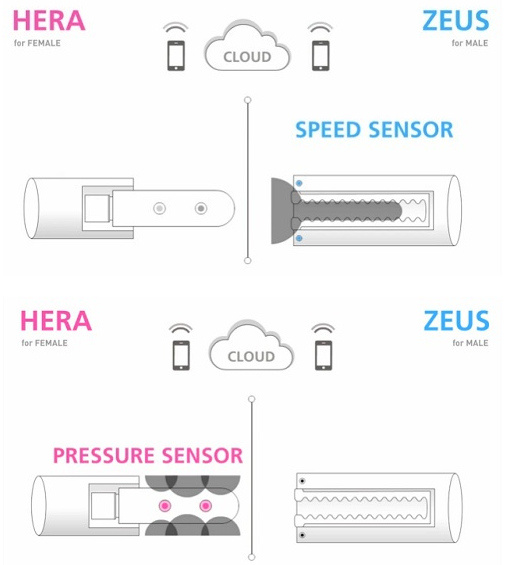 HERA
for FEMALE
CLOUD
ZEUS
for MALE
SPEED SENSOR
HERA
for FEMALE
CLOUD
ZEUS
for MALE
PRESSURE SENSOR